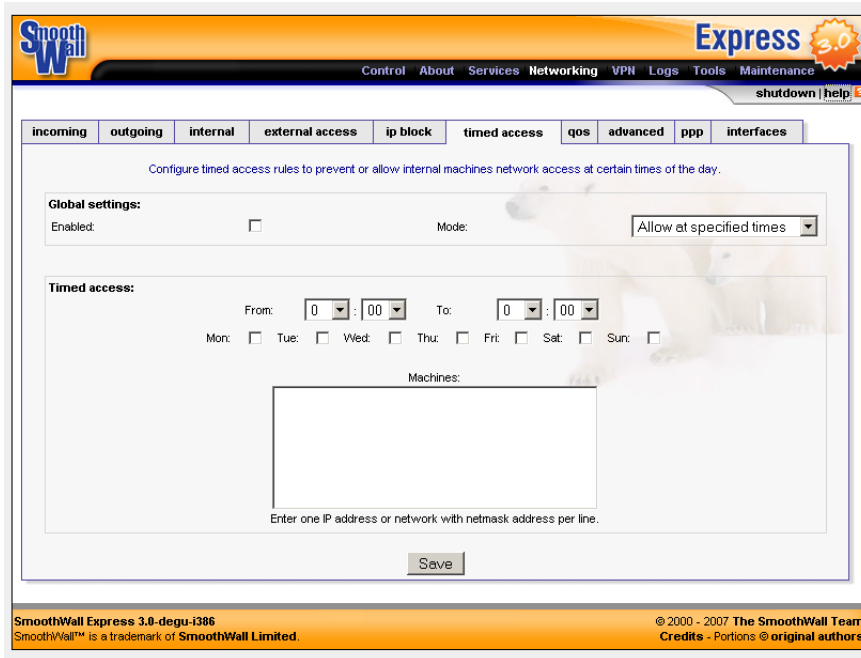 Smooth
Wall
Express 3.0
Control About Services Networking VPN Logs Tools Maintenance
shutdown | help
incoming outgoing internal external access ip block timed access qos advanced ppp interfaces
Configure timed access rules to prevent or allow internal machines network access at certain times of the day.
Global settings:
Enabled: Mode: Allow at specified times
Timed access:
From: 0 : 00 To: 0 : 00
Mon: Tue: Wed: Thu: Fri: Sat: Sun:
Machines:
Enter one IP address or network with netmask address per line.
Save
SmoothWall Express 3.0-degu-i386 © 2000 - 2007 The SmoothWall Team
SmoothWall™ is a trademark of SmoothWall Limited. Credits - Portions © original authors